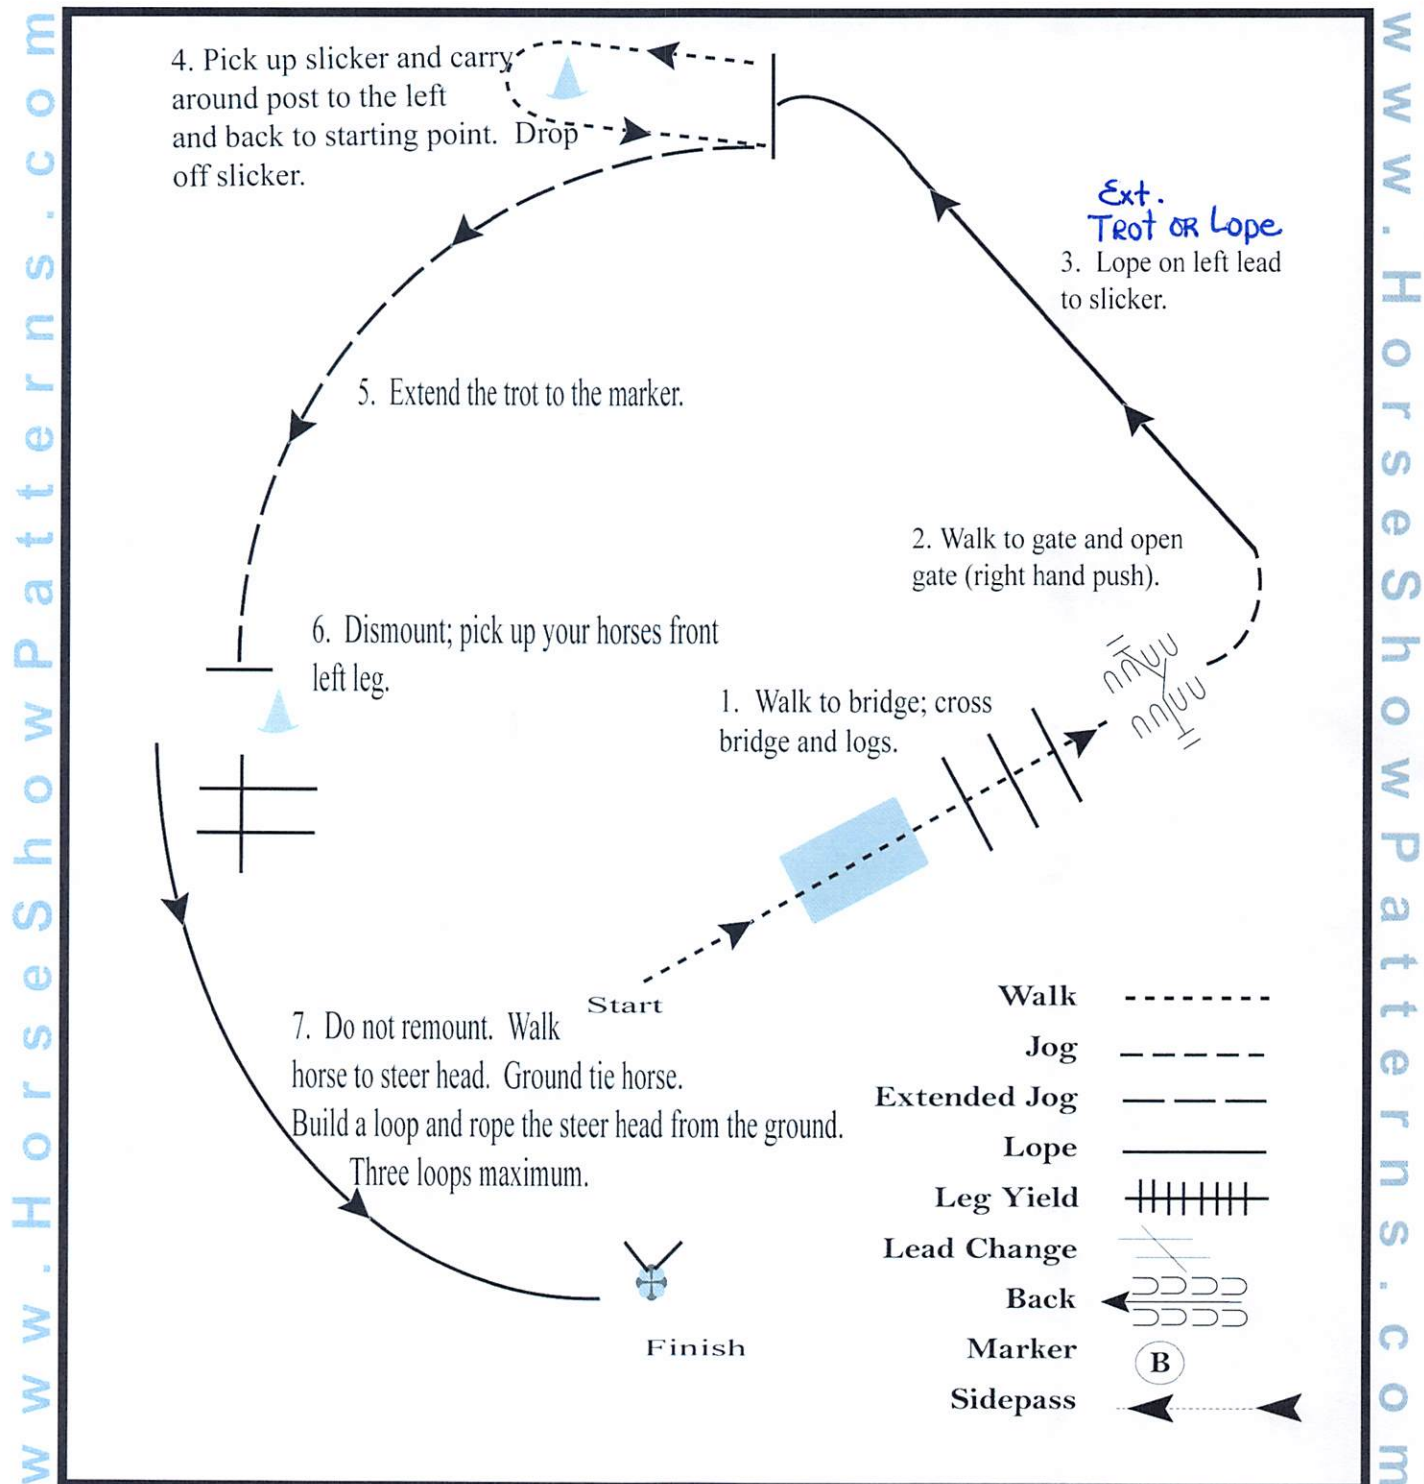 www.HorseShowPatterns.com
4. Pick up slicker and carry
around post to the left
and back to starting point. Drop
off slicker.
Ext.
Trot OR Lope
3. Lope on left lead
to slicker.
5. Extend the trot to the marker.
2. Walk to gate and open
gate (right hand push).
6. Dismount; pick up your horses front
left leg.
1. Walk to bridge; cross
bridge and logs.
Start
7. Do not remount. Walk
horse to steer head. Ground tie horse.
Build a loop and rope the steer head from the ground.
Three loops maximum.
Finish
Walk
Jog
Extended Jog
Lope
Leg Yield
Lead Change
Back
Marker B
Sidepass
www.HorseShowPatterns.com